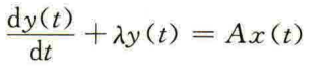 dy(t)/dt + λy(t) = Ax(t)